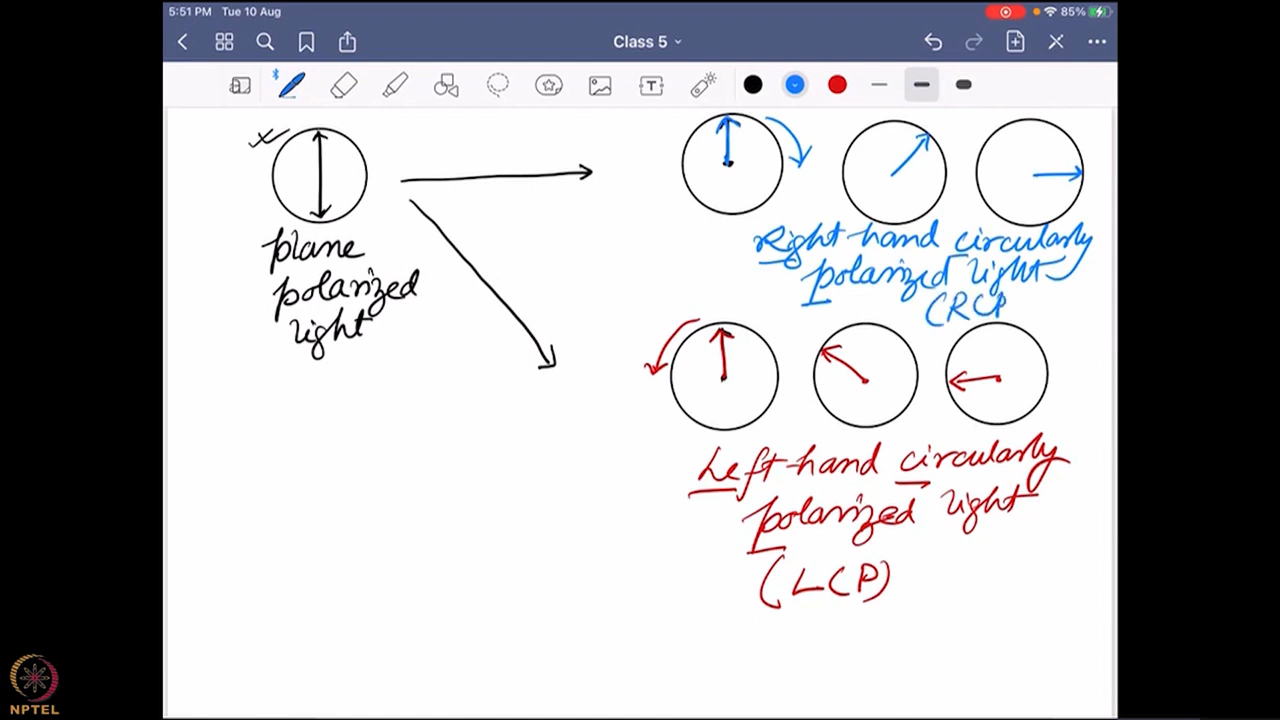 5:51 PM Tue 10 Aug
85%
Class 5
plane
polarized
light
Right-hand circularly
polarized light
(RCP
Left-hand circularly
polarized light
(LCP)
NPTEL